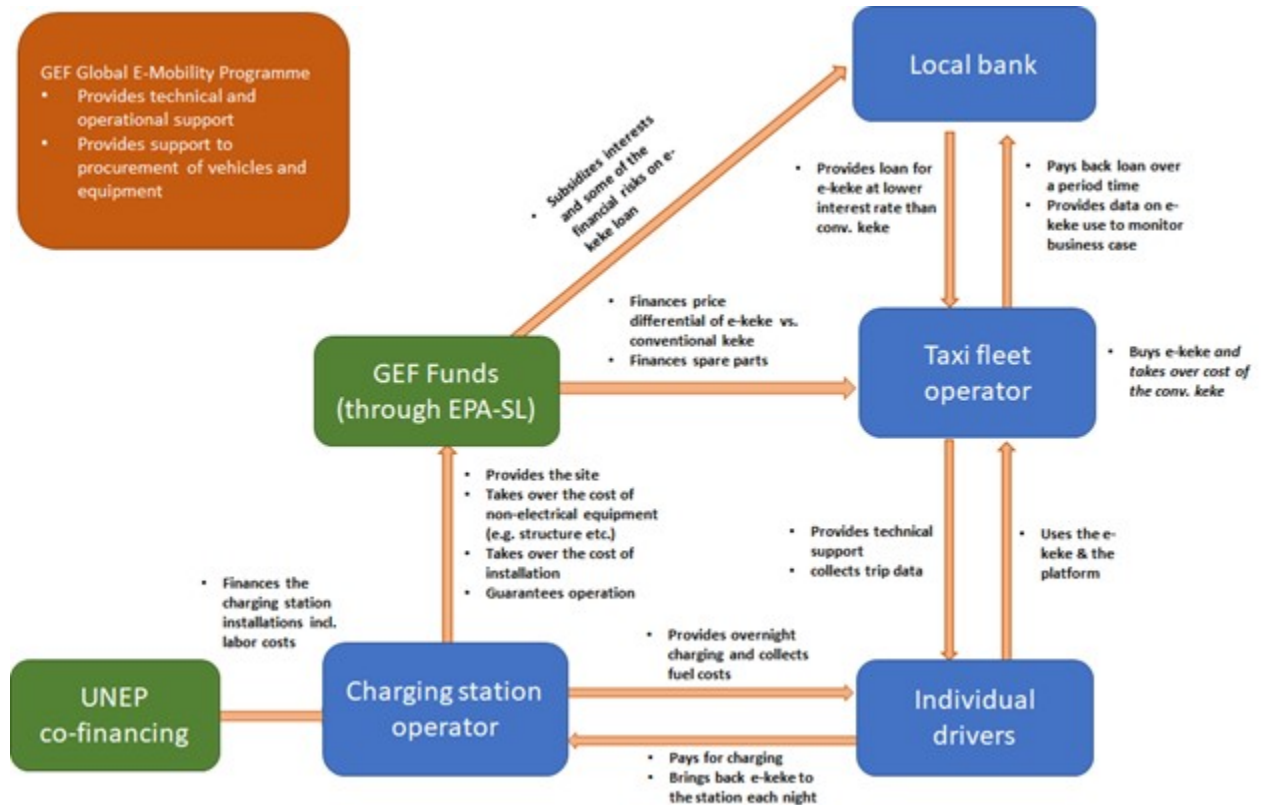 GEF Global E-Mobility Programme
• Provides technical and
operational support
• Provides support to
procurement of vehicles and
equipment
Local bank
• Subsidizes interests
and some of the
financial risks on e-
keke loan
• Provides loan for
e-keke at lower
interest rate than
conv. keke
• Pays back loan over
a period time
• Provides data on e-
keke use to monitor
business case
• Finances price
differential of e-keke vs.
conventional keke
• Finances spare parts
GEF Funds
(through EPA-SL)
Taxi fleet
operator
• Buys e-keke and
takes over cost of
the conv. keke
• Provides the site
• Takes over the cost of
non-electrical equipment
(e.g. structure etc.)
• Takes over the cost of
installation
• Guarantees operation
• Provides technical
support
• collects trip data
• Uses the e-
keke & the
platform
• Finances the
charging station
installations incl.
labor costs
• Provides overnight
charging and collects
fuel costs
UNEP
co-financing
Charging station
operator
Individual
drivers
• Pays for charging
• Brings back e-keke to
the station each night